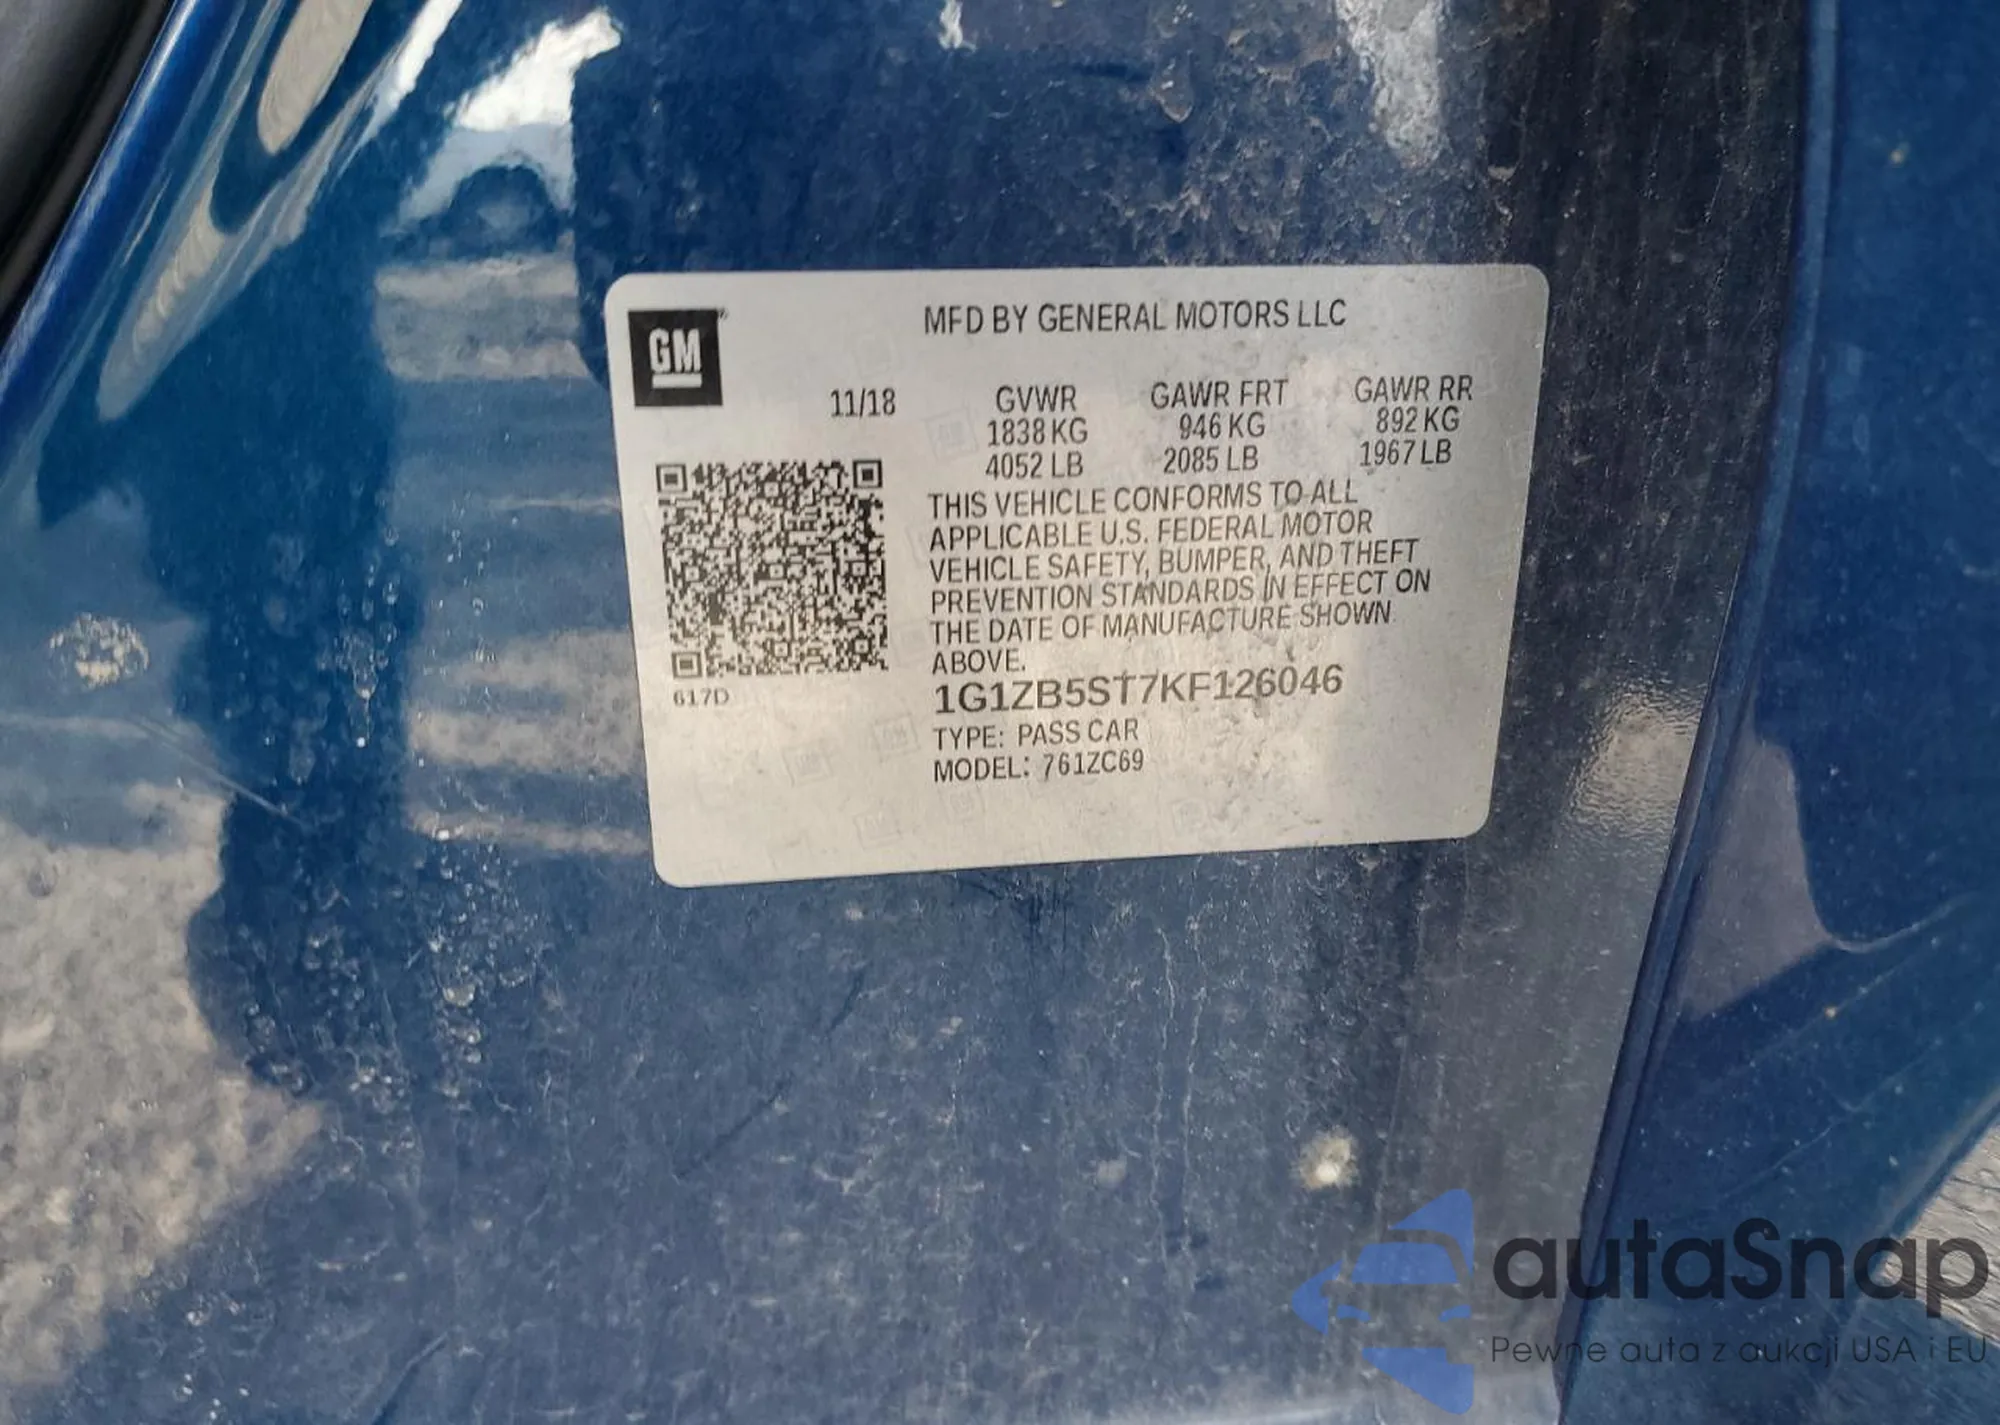 GM
MFD BY GENERAL MOTORS LLC
11/18 GVWR GAWR FRT GAWR RR
1838 KG 946 KG 892 KG
4052 LB 2085 LB 1967 LB
THIS VEHICLE CONFORMS TO ALL
APPLICABLE U.S. FEDERAL MOTOR
VEHICLE SAFETY, BUMPER, AND THEFT
PREVENTION STANDARDS IN EFFECT ON
THE DATE OF MANUFACTURE SHOWN
ABOVE.
617D
1G1ZB5ST7KF126046
TYPE: PASS CAR
MODEL: 761ZC69
autaSnap
Pewne auta z aukcji USA i EU